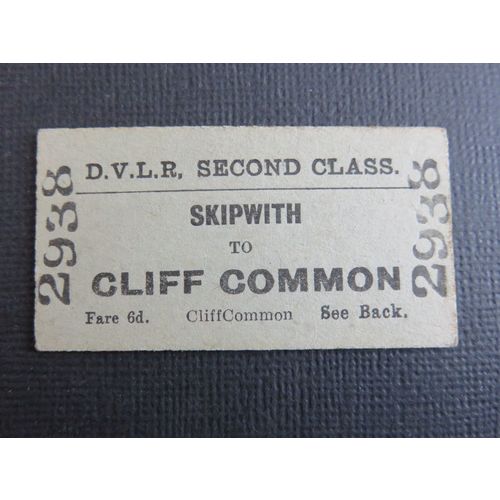 2938
D.V.L.R, SECOND CLASS.
SKIPWITH
TO
CLIFF COMMON
Fare 6d. CliffCommon See Back.
2938